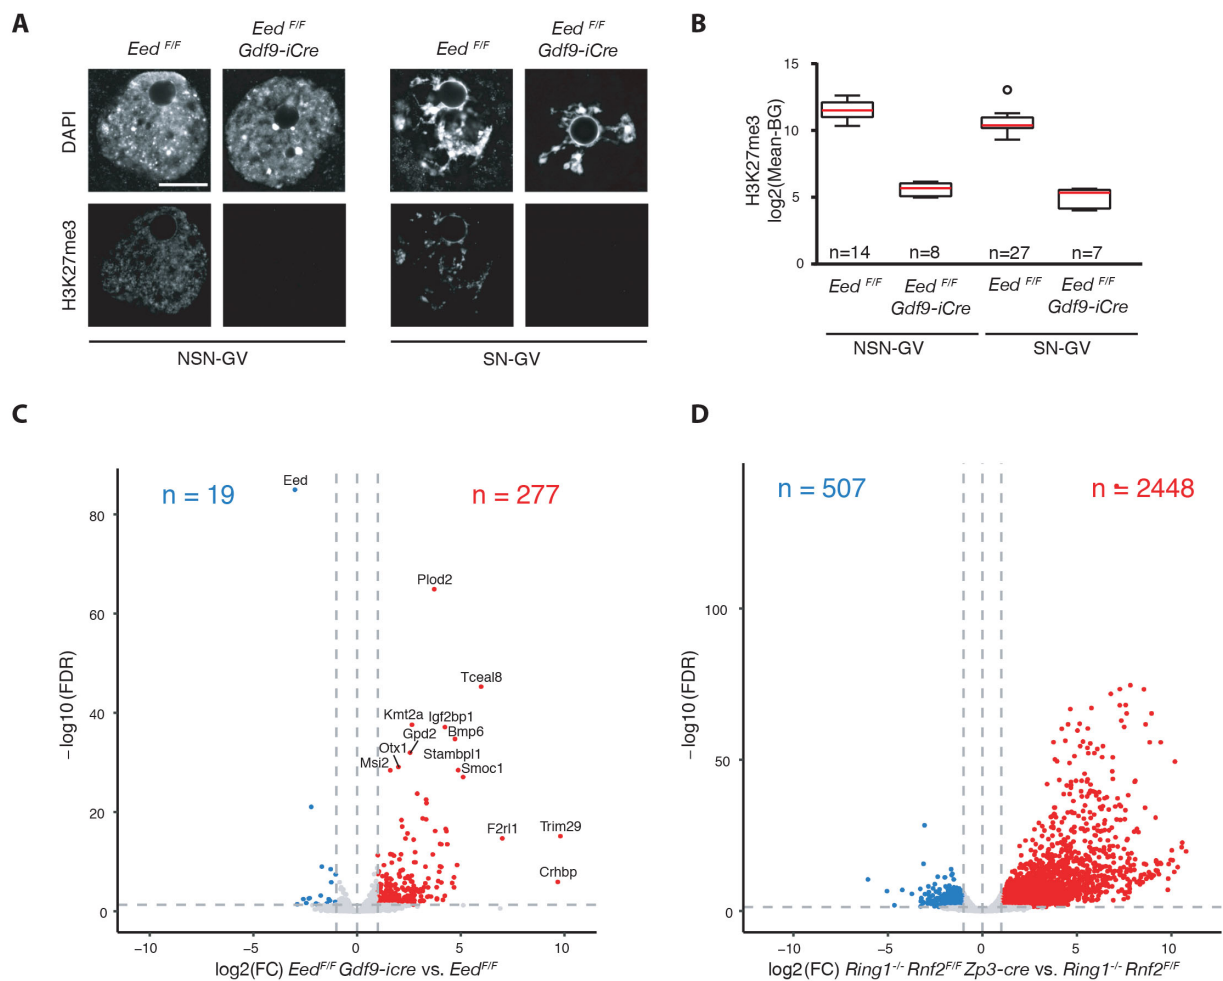 A
Eed F/F
Eed F/F
Gdf9-iCre
Eed F/F
Eed F/F
Gdf9-iCre
DAPI
H3K27me3
NSN-GV
SN-GV
B
H3K27me3
log2(Mean-BG)
15
10
5
0
n=14
n=8
n=27
n=7
Eed F/F
Eed F/F
Gdf9-iCre
Eed F/F
Eed F/F
Gdf9-iCre
NSN-GV
SN-GV
C
n = 19
n = 277
Eed
Plod2
Tceal8
Kmt2a
Igf2bp1
Gpd2
Bmp6
Otx1
Stambpl1
Msi2
Smoc1
F2rl1
Trim29
Crhbp
−log10(FDR)
80
60
40
20
0
−10
−5
0
5
10
log2(FC) EedF/F Gdf9-icre vs. EedF/F
D
n = 507
n = 2448
−log10(FDR)
100
50
0
−10
−5
0
5
10
log2(FC) Ring1-/- Rnf2F/F Zp3-cre vs. Ring1-/- Rnf2F/F